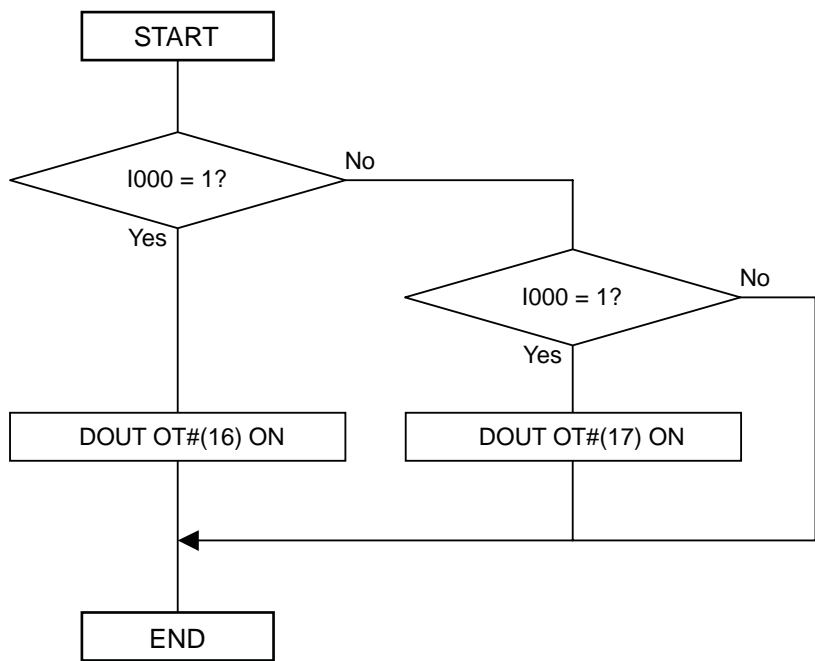 START
I000 = 1?
No
Yes
I000 = 1?
No
Yes
DOUT OT#(16) ON
DOUT OT#(17) ON
END